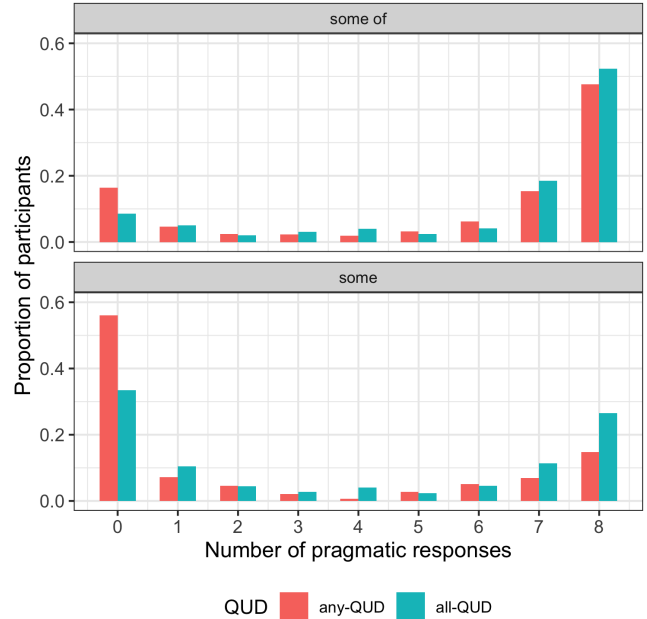 some of
0.6
0.4
0.2
0.0
some
0.6
0.4
0.2
0.0
Proportion of participants
0 1 2 3 4 5 6 7 8
Number of pragmatic responses
QUD any-QUD all-QUD